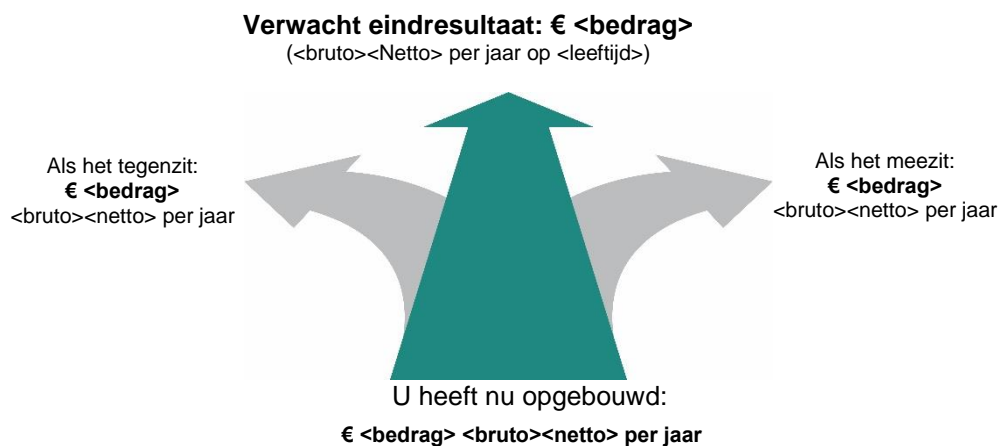 Verwacht eindresultaat: € <bedrag>
(<bruto><Netto> per jaar op <leeftijd>)
Als het tegenzit:
€ <bedrag>
<bruto><netto> per jaar
Als het meezit:
€ <bedrag>
<bruto><netto> per jaar
U heeft nu opgebouwd:
€ <bedrag> <bruto><netto> per jaar